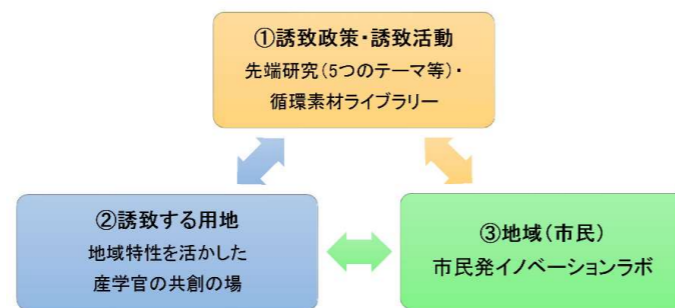 ①誘致政策・誘致活動
先端研究(5つのテーマ等)・
循環素材ライブラリー
②誘致する用地
地域特性を活かした
産学官の共創の場
③地域(市民)
市民発イノベーションラボ